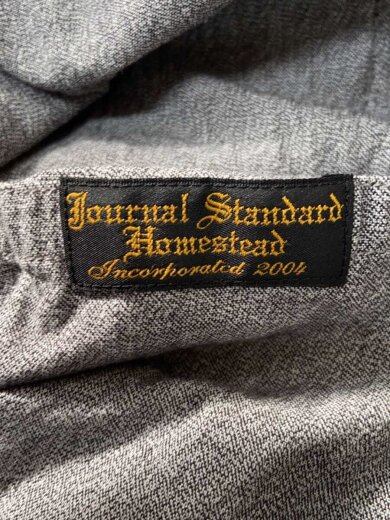 Journal Standard
Homestead
Incorporated 2004